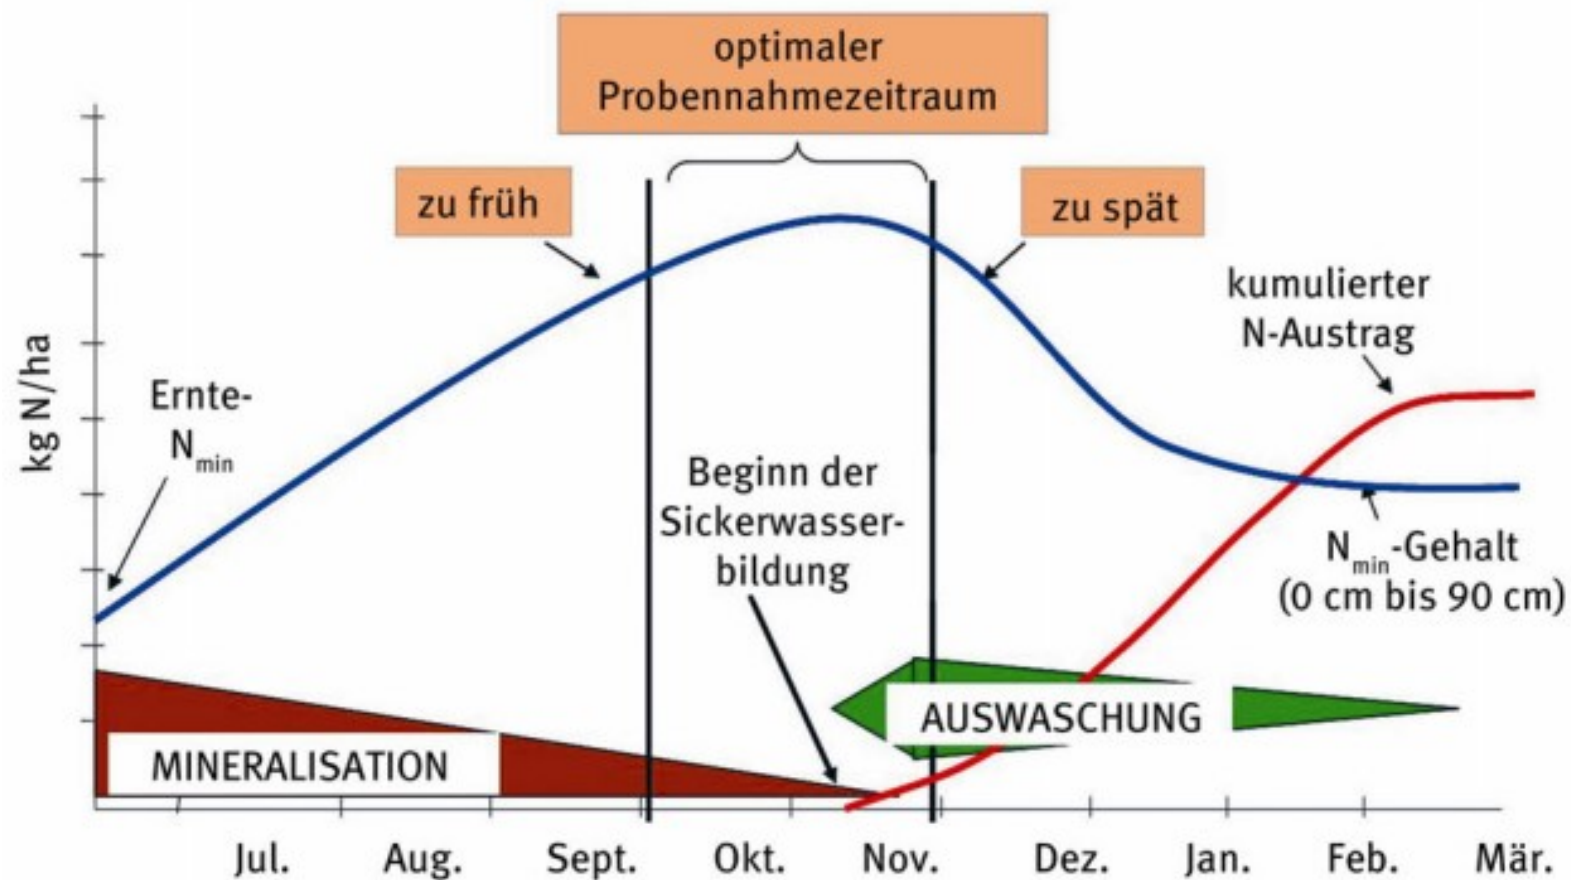 optimaler
Probennahmezeitraum
zu früh
zu spät
kumulierter
N-Austrag
kg N/ha
Ernte-
Nmin
Beginn der
Sickerwasser-
bildung
Nmin-Gehalt
(0 cm bis 90 cm)
AUSWASCHUNG
MINERALISATION
Jul. Aug. Sept. Okt. Nov. Dez. Jan. Feb. Mär.